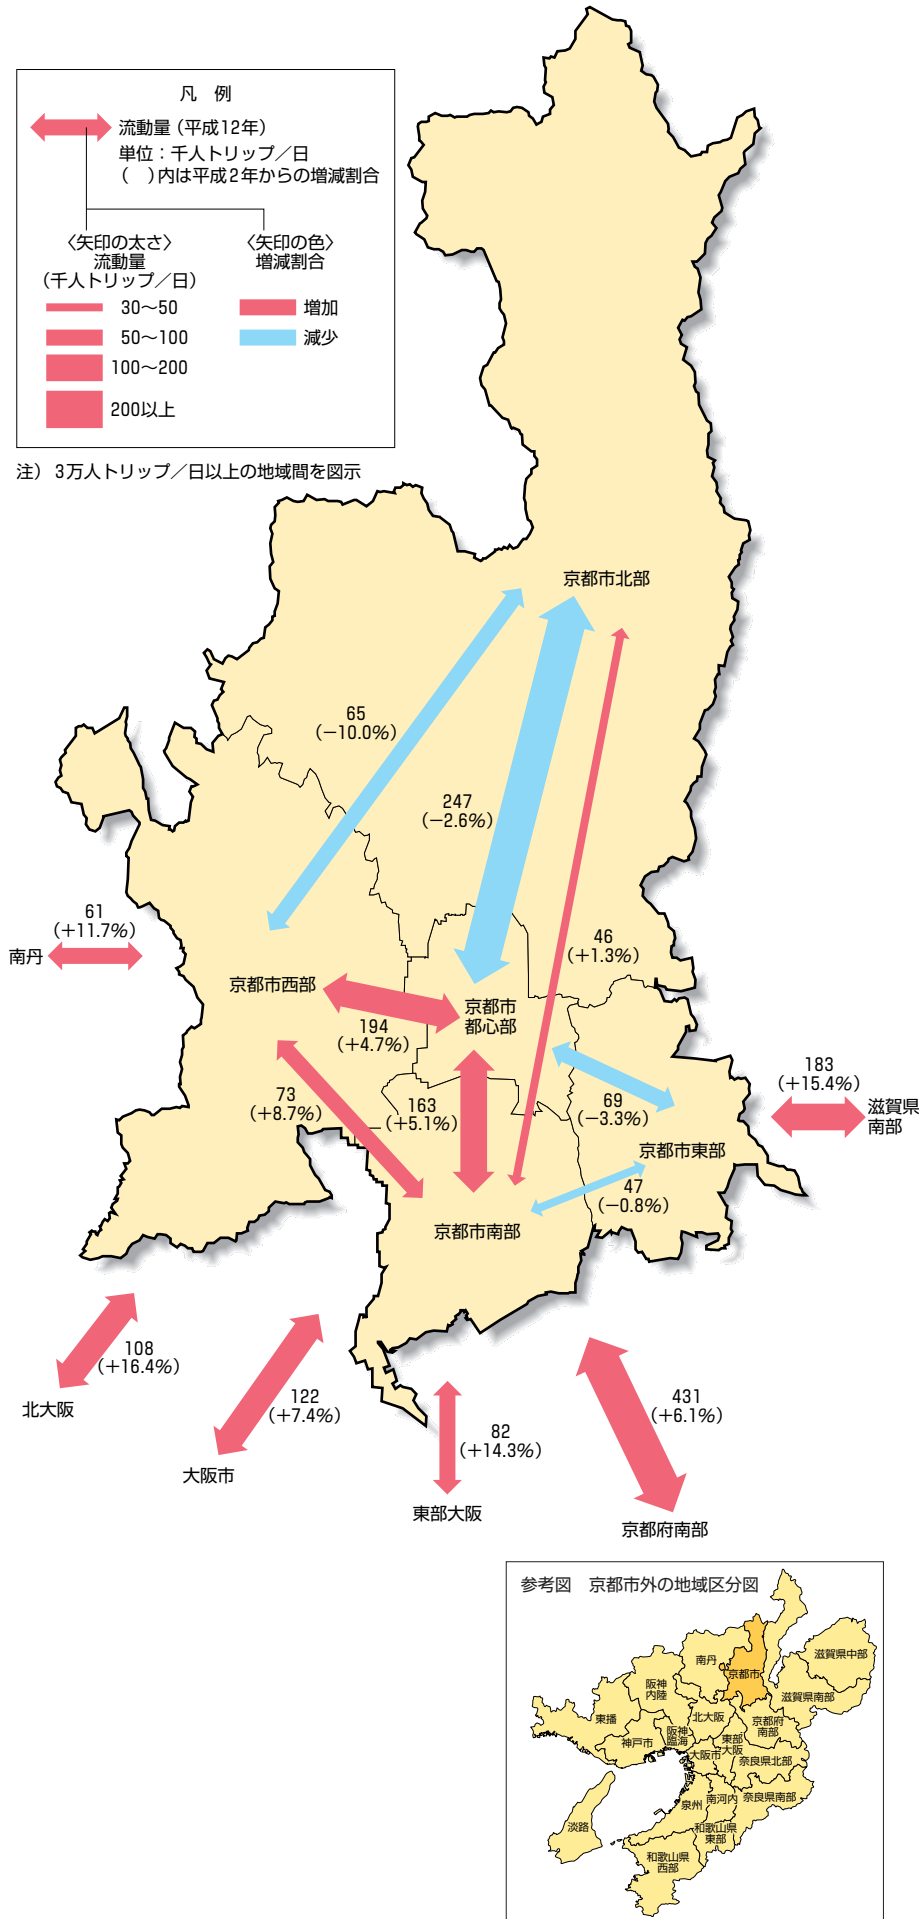 凡　例
流動量（平成12年）
単位：千人トリップ／日
（　）内は平成2年からの増減割合
〈矢印の太さ〉
流動量
（千人トリップ／日）
30～50
50～100
100～200
200以上
〈矢印の色〉
増減割合
増加
減少
注） 3万人トリップ／日以上の地域間を図示
京都市北部
65
（－10.0%）
247
（－2.6%）
61
（＋11.7%）
南丹
46
（＋1.3%）
京都市西部
京都市
都心部
194
（＋4.7%）
183
（＋15.4%）
滋賀県
南部
73
（＋8.7%）
163
（＋5.1%）
69
（－3.3%）
京都市東部
47
（－0.8%）
京都市南部
108
（＋16.4%）
北大阪
122
（＋7.4%）
大阪市
82
（＋14.3%）
東部大阪
431
（＋6.1%）
京都府南部
参考図　京都市外の地域区分図
滋賀県中部
南丹
京都市
阪神
内陸
滋賀県南部
東播
北大阪
京都府
南部
神戸市
阪神
臨海
東部
大阪
大阪市
奈良県北部
泉州
南河内
奈良県南部
淡路
和歌山県
東部
和歌山県
西部